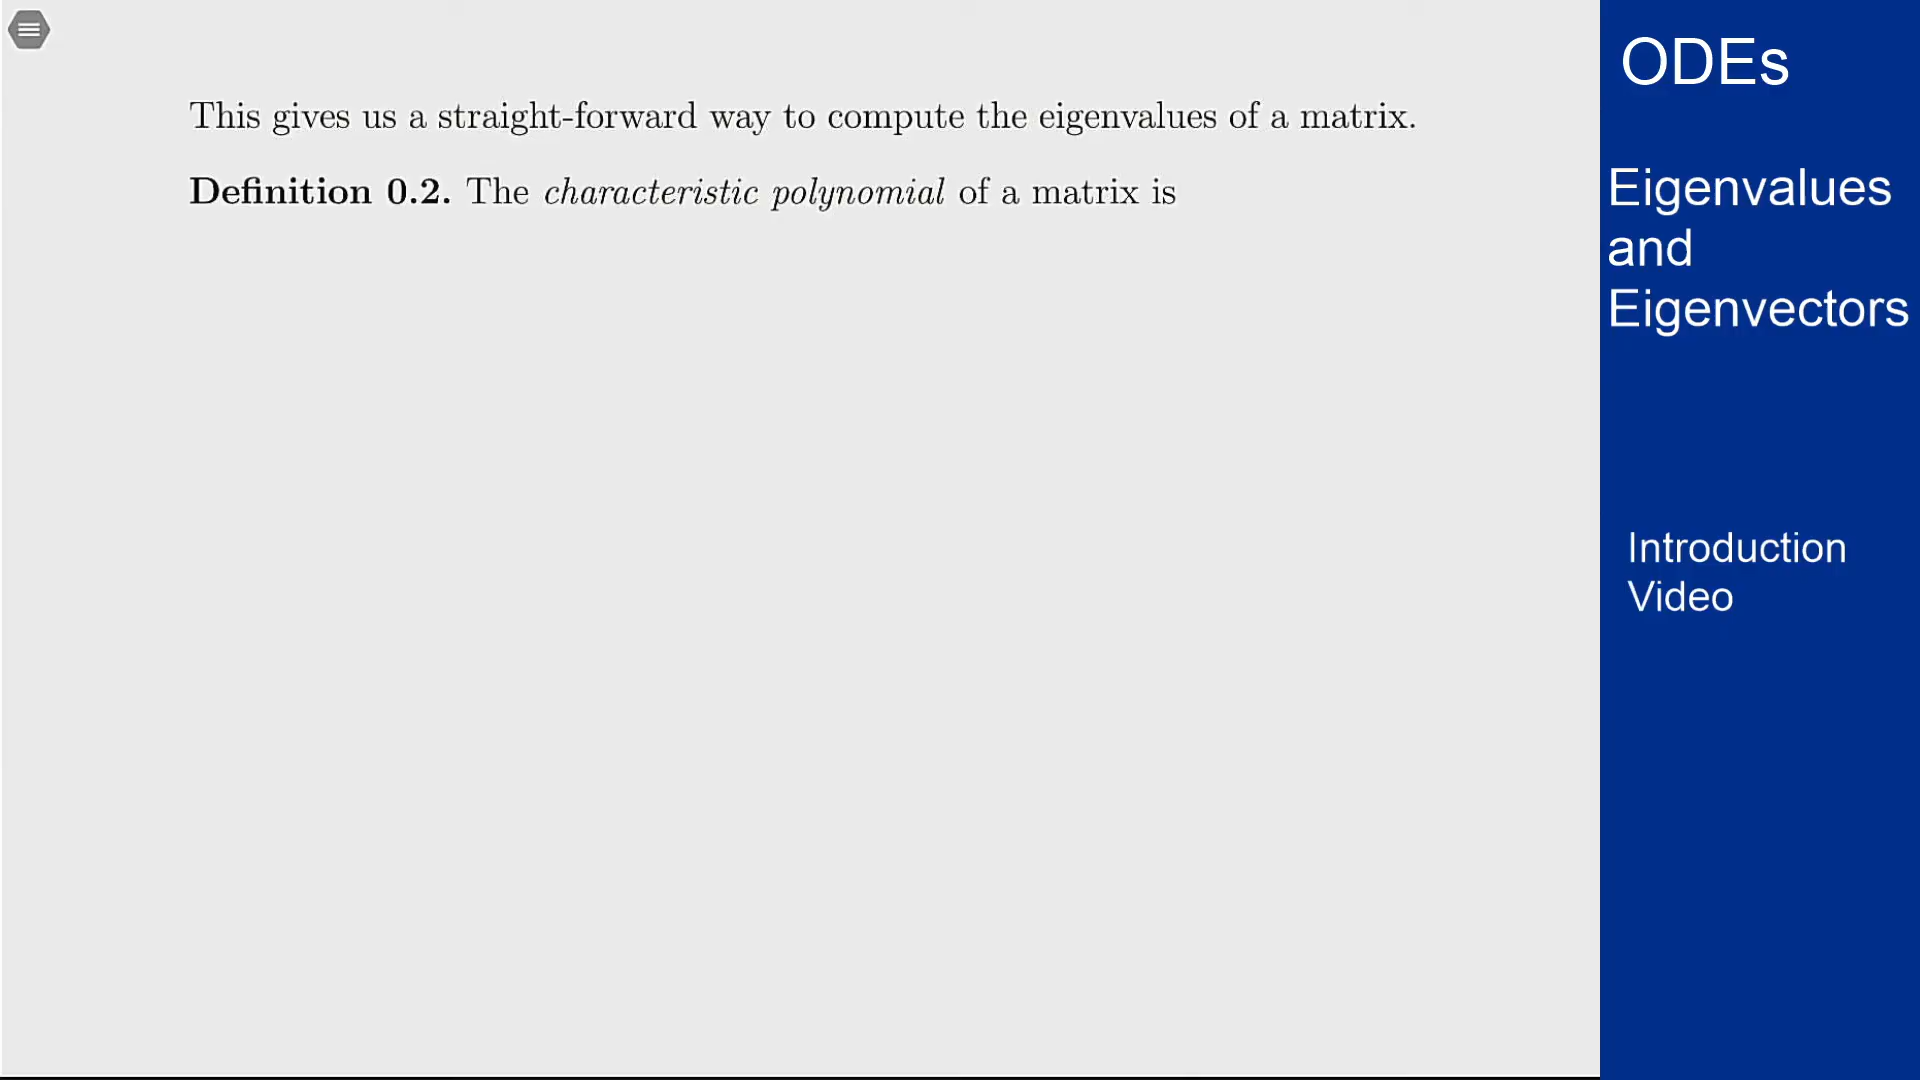 This gives us a straight-forward way to compute the eigenvalues of a matrix.
Definition 0.2. The characteristic polynomial of a matrix is
ODEs
Eigenvalues
and
Eigenvectors
Introduction
Video